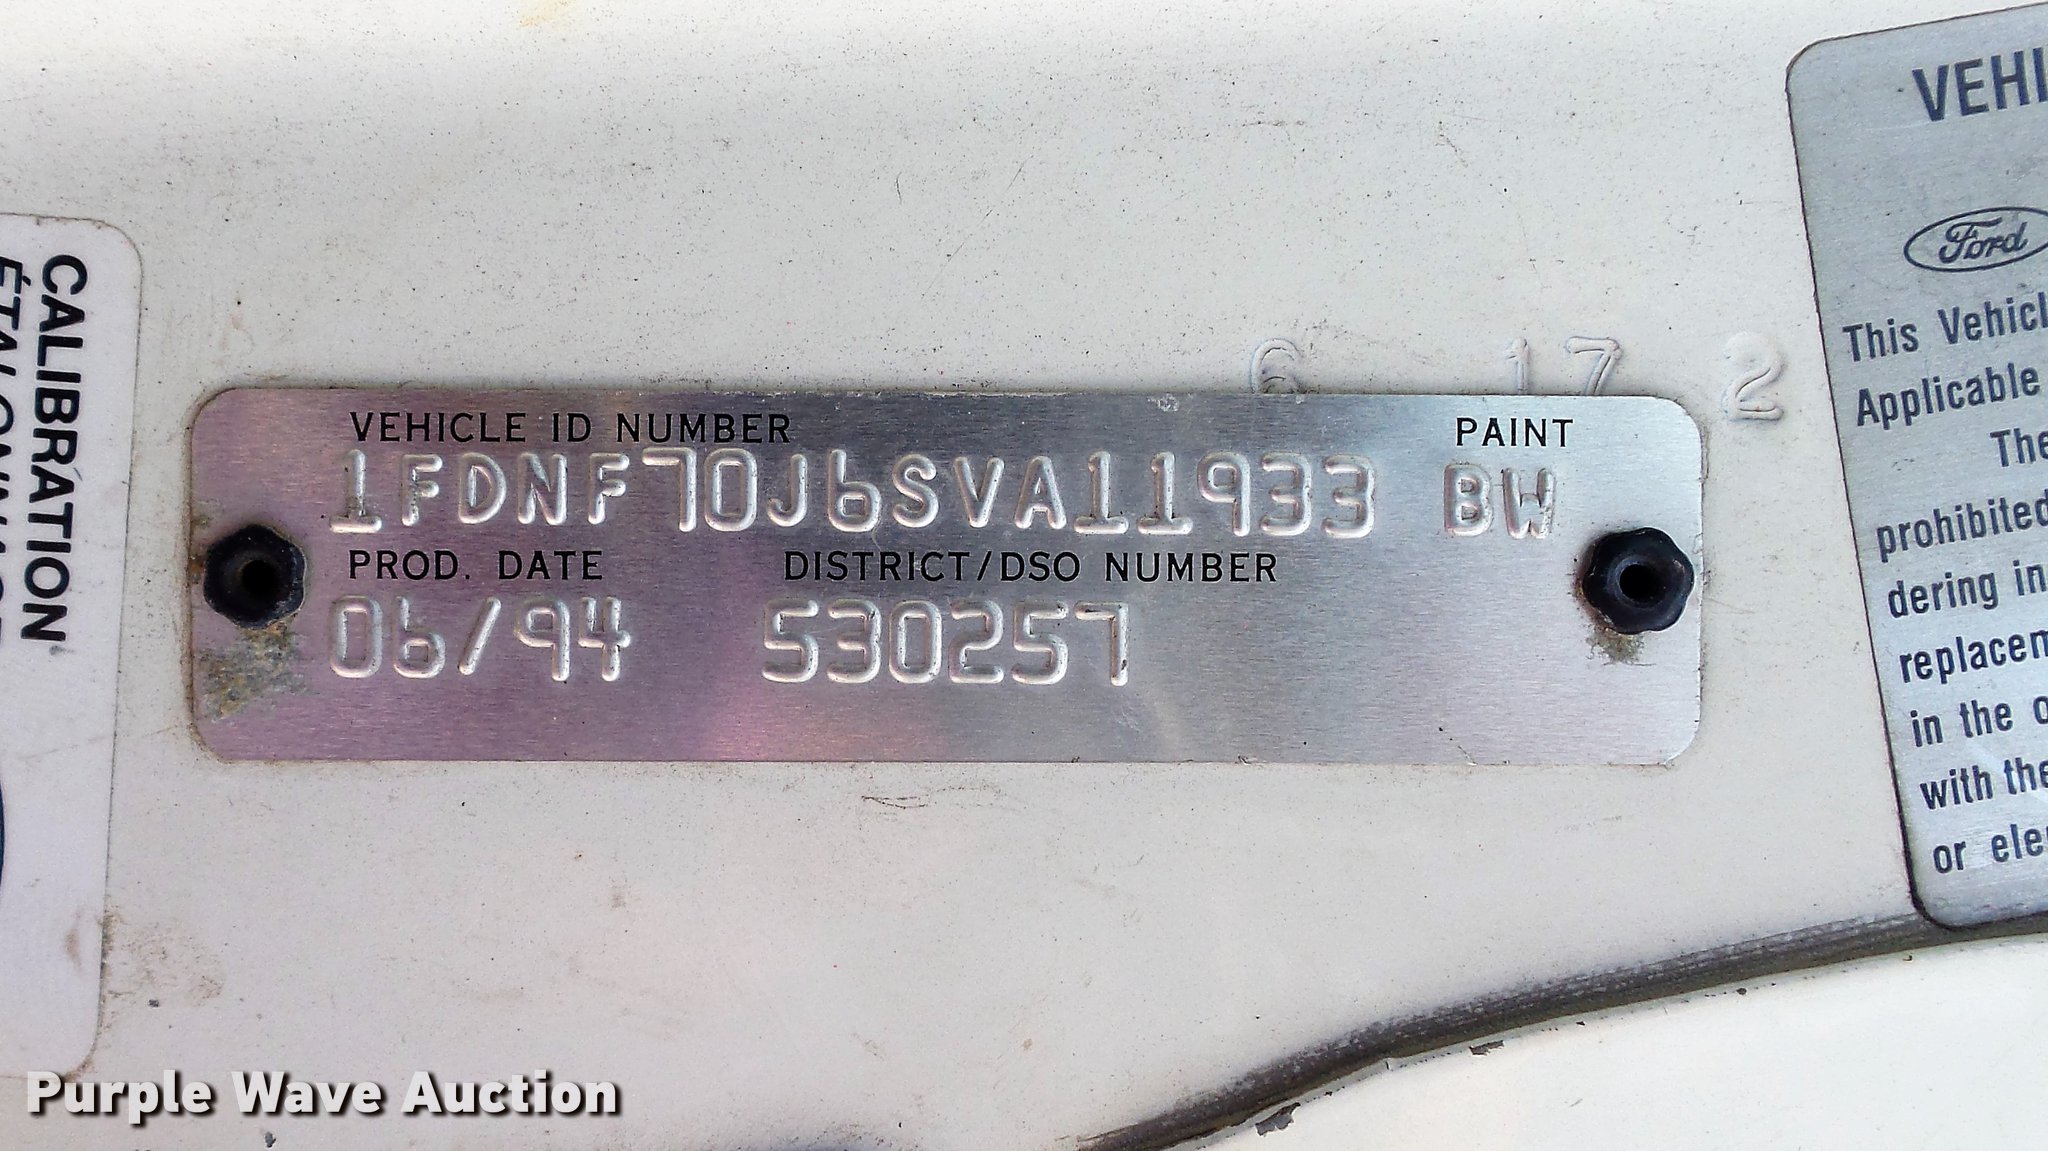 CALIBRATION
6 17 2
VEHICLE ID NUMBER PAINT
1FDNF70J6SVA11933 BW
PROD. DATE DISTRICT/DSO NUMBER
06/94 530257
VEHI
Ford
This Vehicl
Applicable
The
prohibited
dering in
replacem
in the o
with the
or ele
Purple Wave Auction